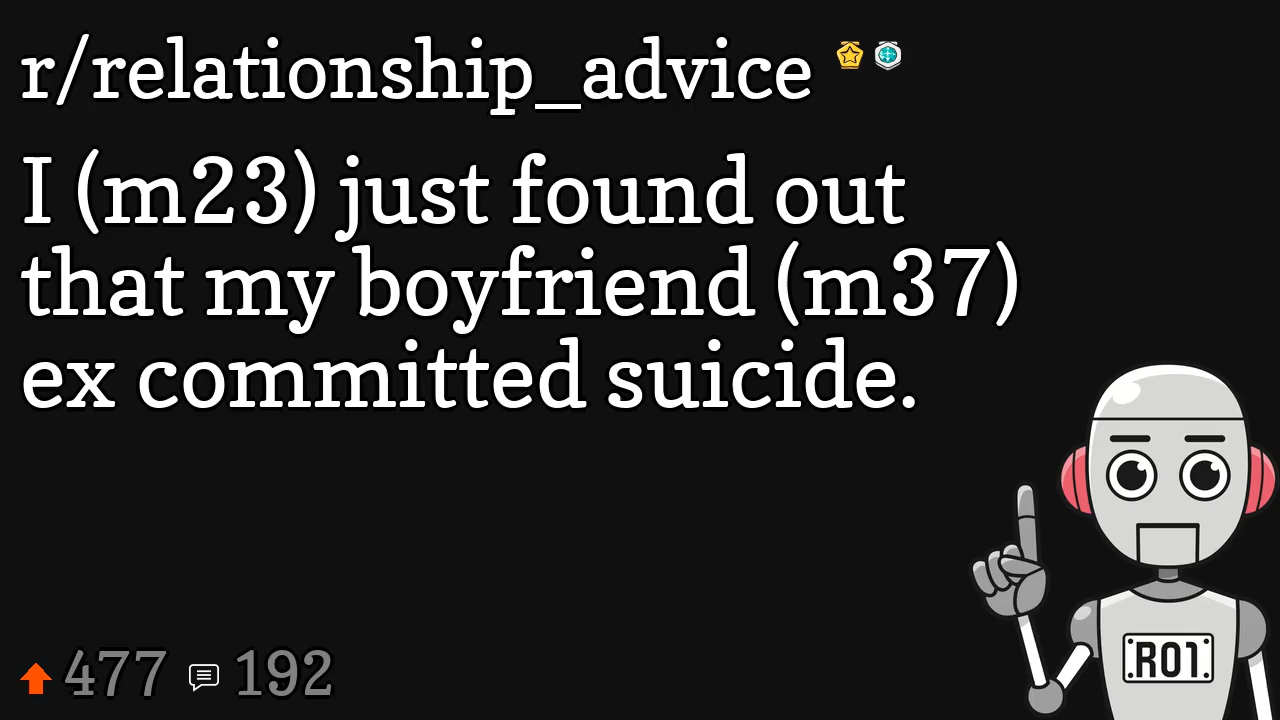 r/relationship_advice
I (m23) just found out
that my boyfriend (m37)
ex committed suicide.
477 192
R01